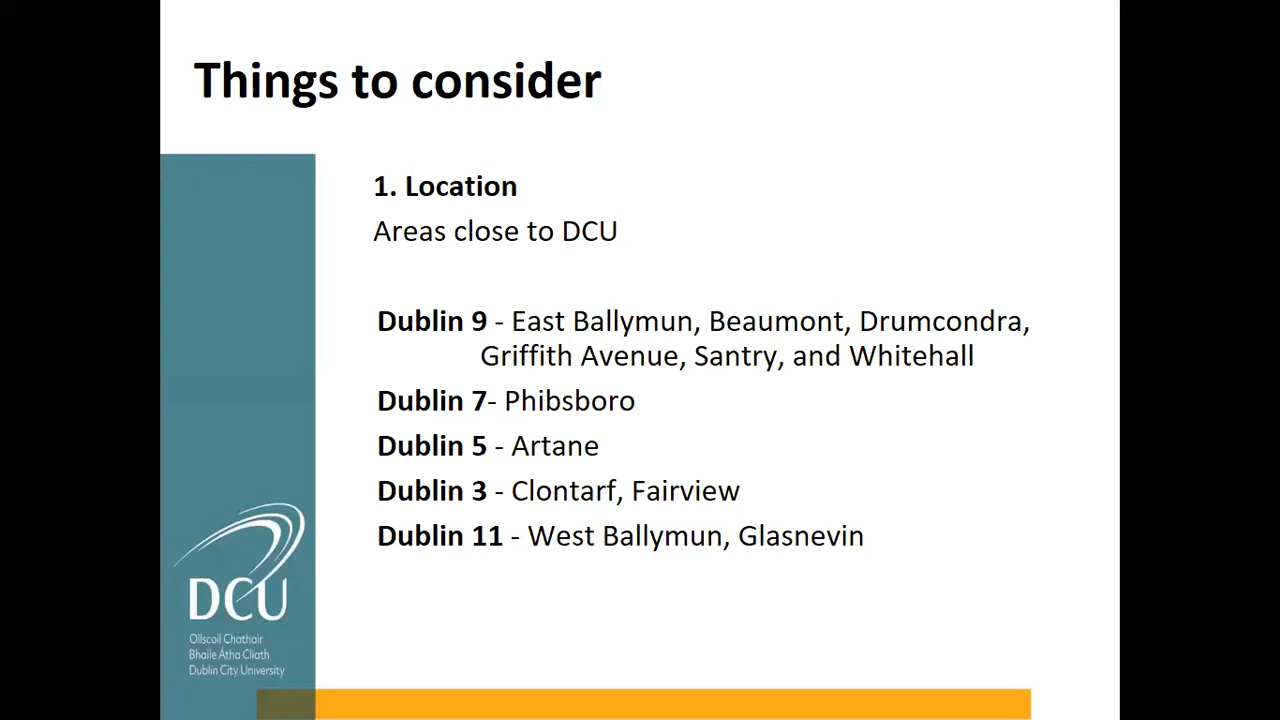 Things to consider
1. Location
Areas close to DCU
Dublin 9 - East Ballymun, Beaumont, Drumcondra,
Griffith Avenue, Santry, and Whitehall
Dublin 7- Phibsboro
Dublin 5 - Artane
Dublin 3 - Clontarf, Fairview
Dublin 11 - West Ballymun, Glasnevin
DCU
Ollscoil Chathair
Bhaile Átha Cliath
Dublin City University